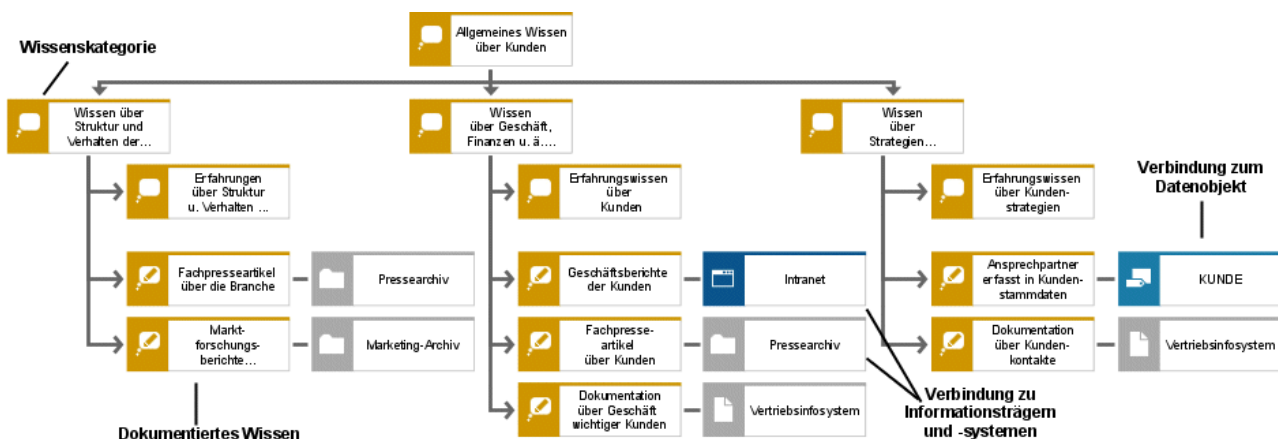 Allgemeines Wissen
über Kunden
Wissenskategorie
Wissen über
Struktur und
Verhalten der...
Wissen
über Geschäft,
Finanzen u. ä....
Wissen
über
Strategien...
Erfahrungen
über Struktur
u. Verhalten ...
Erfahrungswissen
über
Kunden
Erfahrungswissen
über Kunden-
strategien
Verbindung zum
Datenobjekt
Fachpresseartikel
über die Branche
Pressearchiv
Geschäftsberichte
der Kunden
Intranet
Ansprechpartner
erfasst in Kunden-
stammdaten
KUNDE
Markt-
forschungs-
berichte...
Marketing-Archiv
Fachpresse-
artikel
über Kunden
Pressearchiv
Dokumentation
über Kunden-
kontakte
Vertriebsinfosystem
Dokumentation
über Geschäft
wichtiger Kunden
Vertriebsinfosystem
Verbindung zu
Informationsträgern
und -systemen
Dokumentiertes Wissen